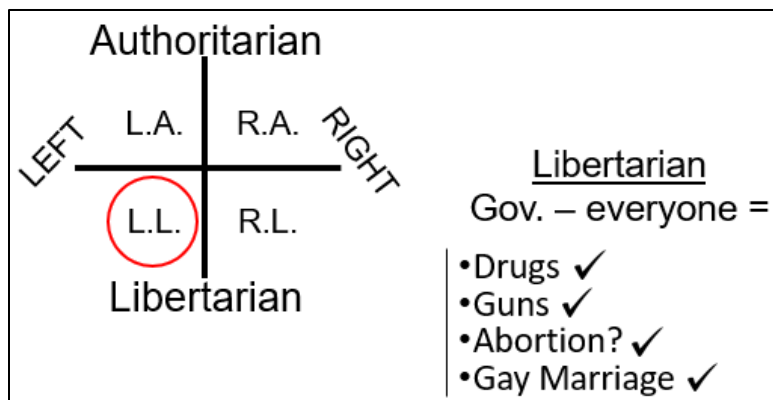 Authoritarian
LEFT
L.A.
R.A.
RIGHT
L.L.
R.L.
Libertarian
Libertarian
Gov. – everyone =
•Drugs ✓
•Guns ✓
•Abortion? ✓
•Gay Marriage ✓